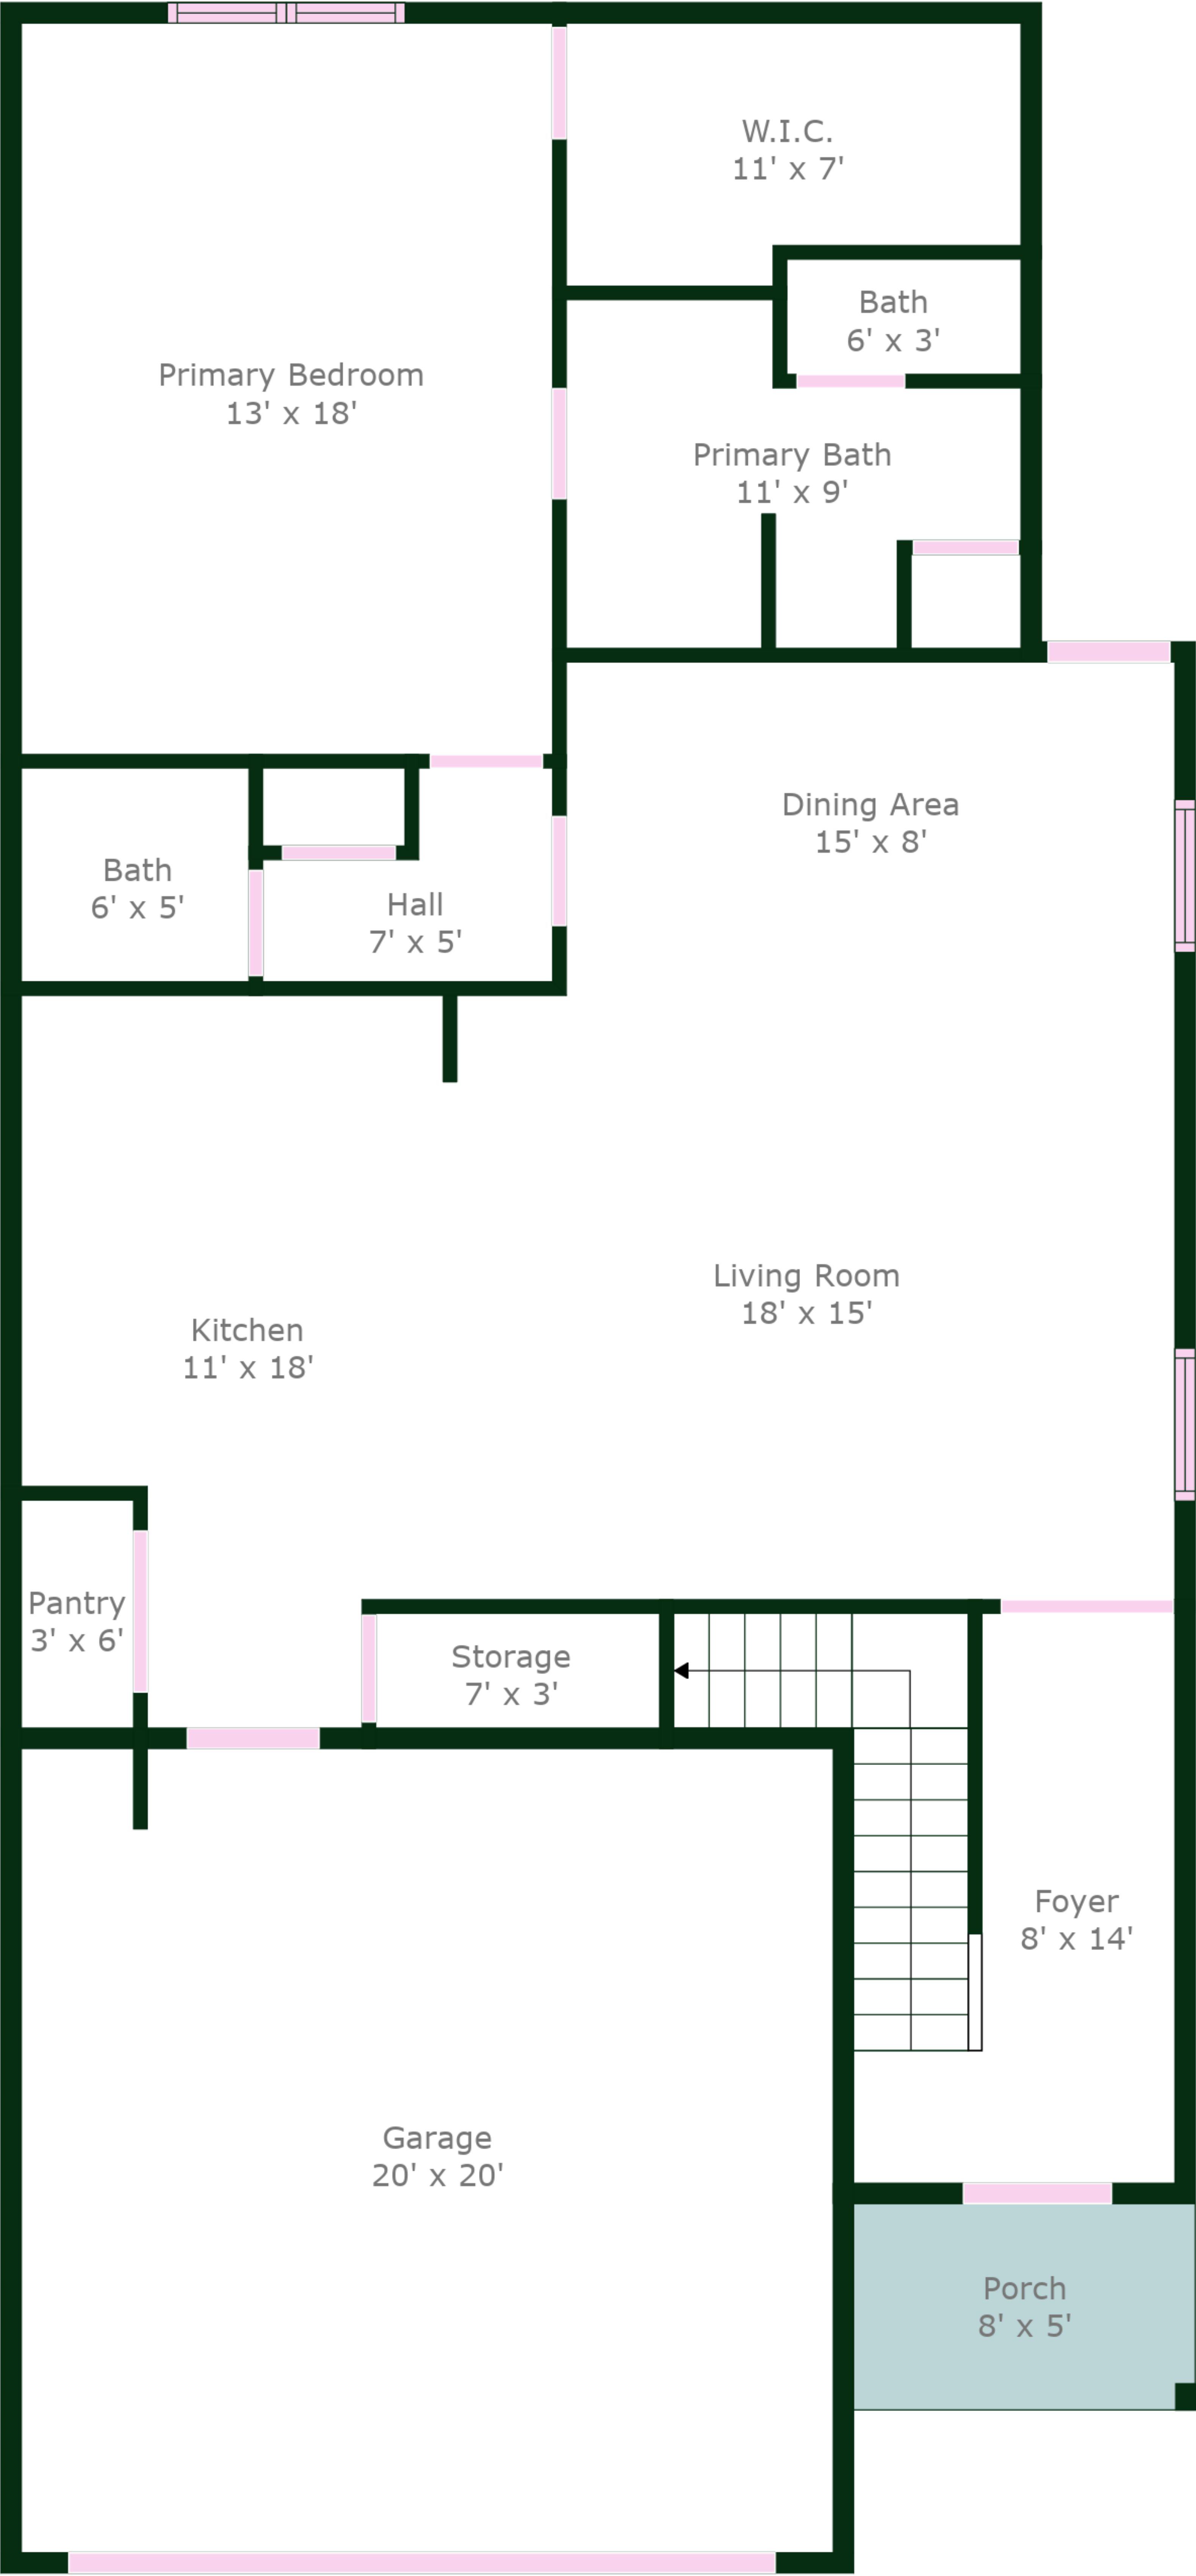 W.I.C.
11' x 7'
Bath
6' x 3'
Primary Bedroom
13' x 18'
Primary Bath
11' x 9'
Dining Area
15' x 8'
Bath
6' x 5'
Hall
7' x 5'
Living Room
18' x 15'
Kitchen
11' x 18'
Pantry
3' x 6'
Storage
7' x 3'
Foyer
8' x 14'
Garage
20' x 20'
Porch
8' x 5'